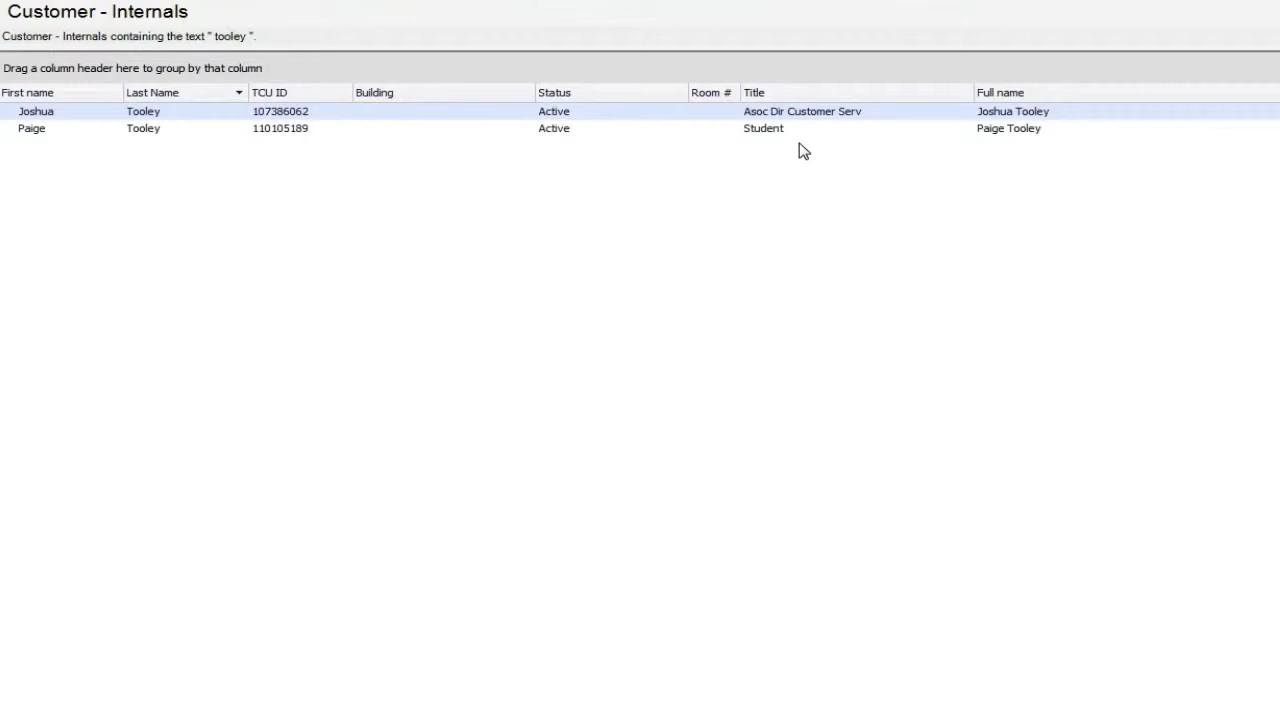 Customer - Internals
Customer - Internals containing the text " tooley ".
Drag a column header here to group by that column
First name Last Name TCU ID Building Status Room # Title Full name
Joshua Tooley 107386062 Active Asoc Dir Customer Serv Joshua Tooley
Paige Tooley 110105189 Active Student Paige Tooley